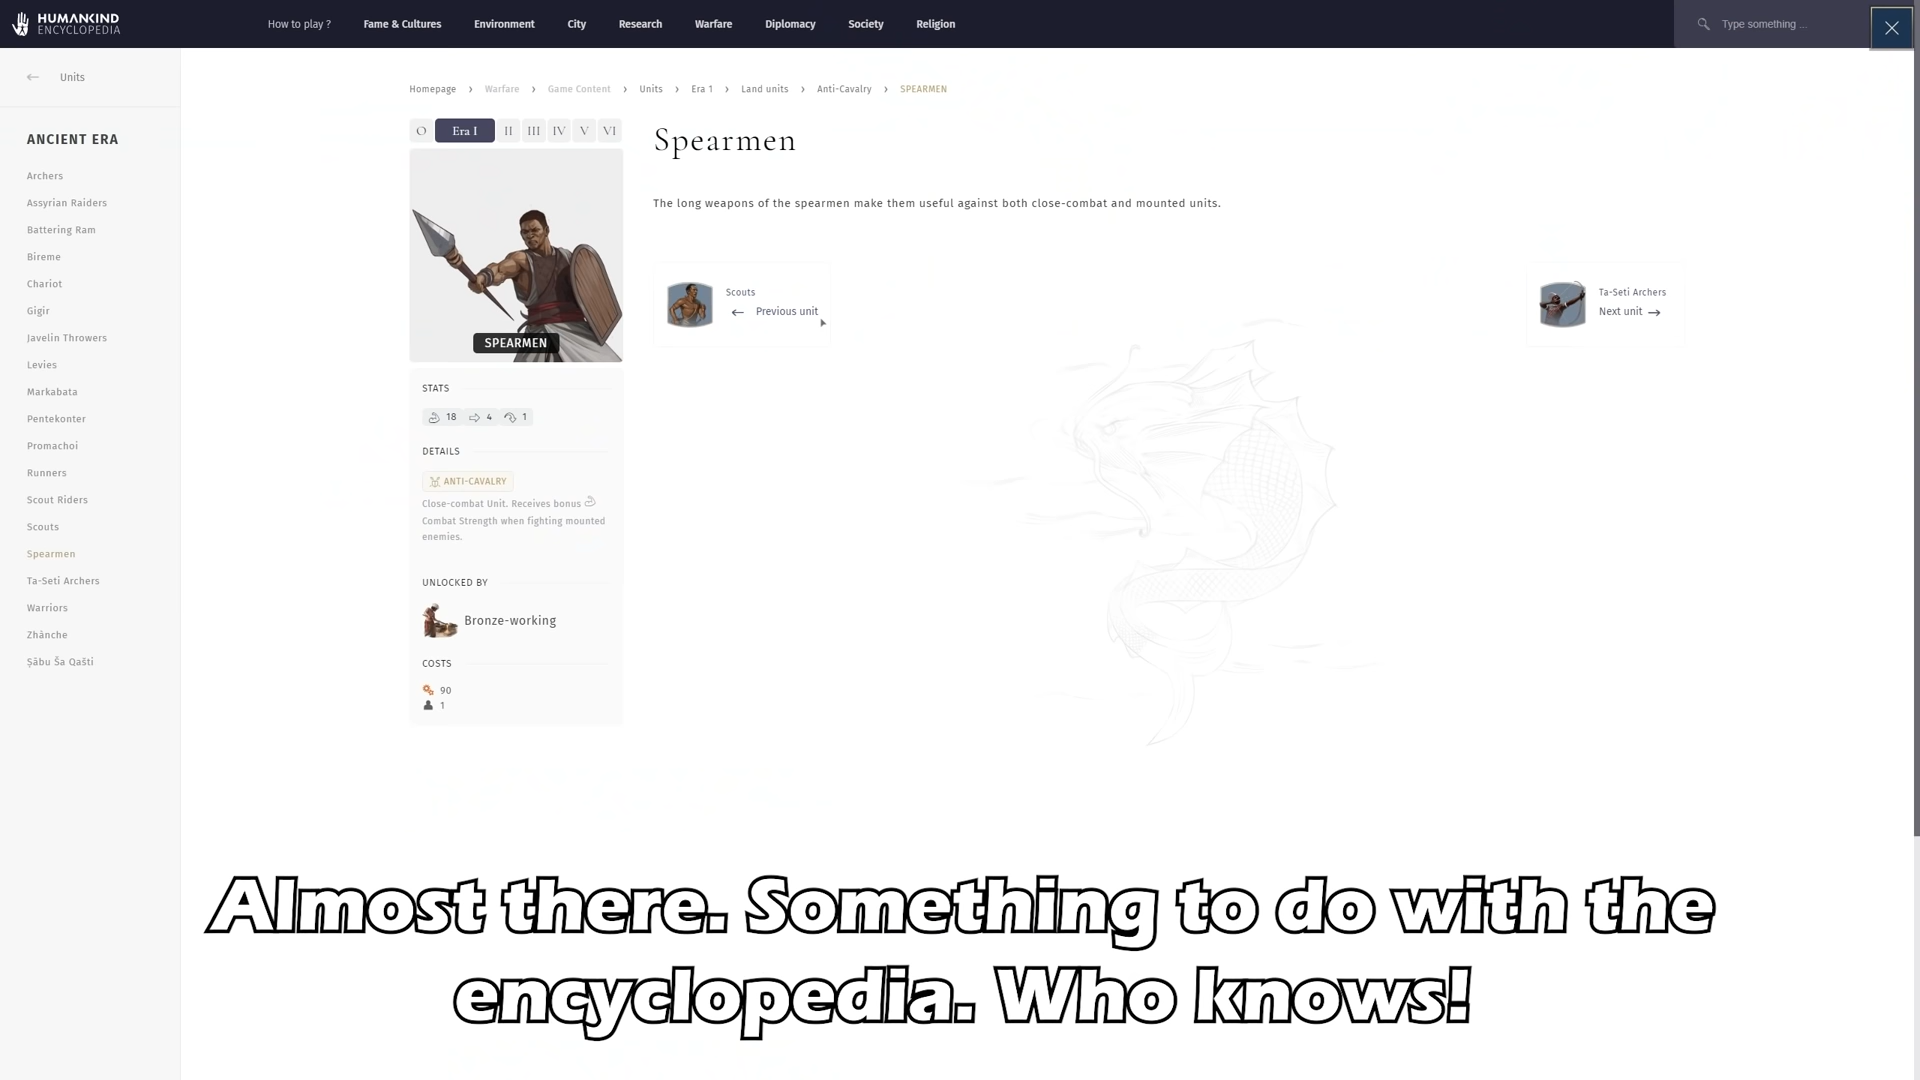 HUMANKIND
ENCYCLOPEDIA
How to play ?
Fame & Cultures
Environment
City
Research
Warfare
Diplomacy
Society
Religion
Type something ...
Units
ANCIENT ERA
Archers
Assyrian Raiders
Battering Ram
Bireme
Chariot
Gigir
Javelin Throwers
Levies
Markabata
Pentekonter
Promachoi
Runners
Scout Riders
Scouts
Spearmen
Ta-Seti Archers
Warriors
Zhànche
Ṣābu Ša Qašti
Homepage › Warfare › Game Content › Units › Era 1 › Land units › Anti-Cavalry › SPEARMEN
O Era I II III IV V VI
SPEARMEN
STATS
18 4 1
DETAILS
ANTI-CAVALRY
Close-combat Unit. Receives bonus
Combat Strength when fighting mounted
enemies.
UNLOCKED BY
Bronze-working
COSTS
90
1
Spearmen
The long weapons of the spearmen make them useful against both close-combat and mounted units.
Scouts
← Previous unit
Ta-Seti Archers
Next unit →
Almost there. Something to do with the
encyclopedia. Who knows!